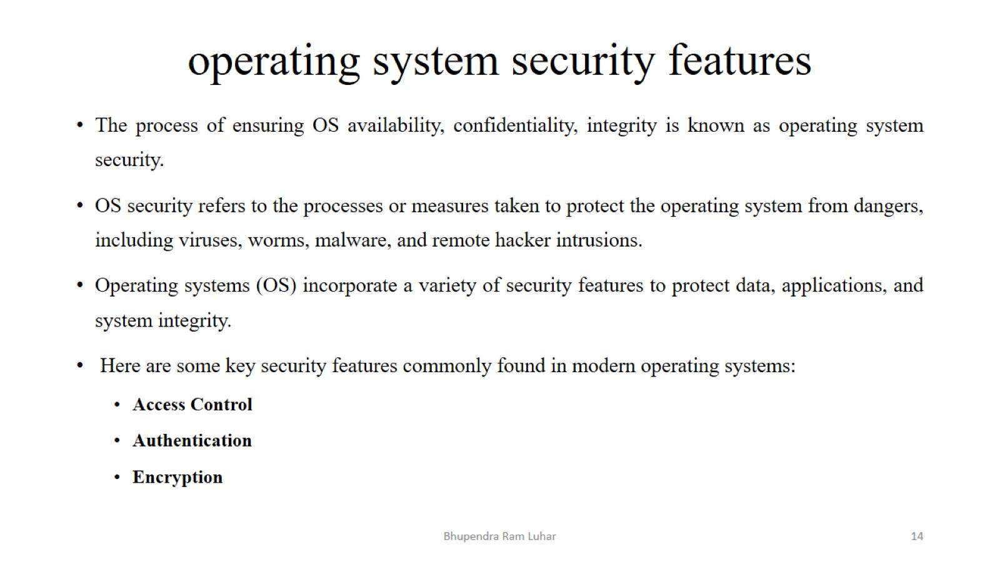 operating system security features
• The process of ensuring OS availability, confidentiality, integrity is known as operating system
security.
• OS security refers to the processes or measures taken to protect the operating system from dangers,
including viruses, worms, malware, and remote hacker intrusions.
• Operating systems (OS) incorporate a variety of security features to protect data, applications, and
system integrity.
• Here are some key security features commonly found in modern operating systems:
• Access Control
• Authentication
• Encryption
Bhupendra Ram Luhar
14